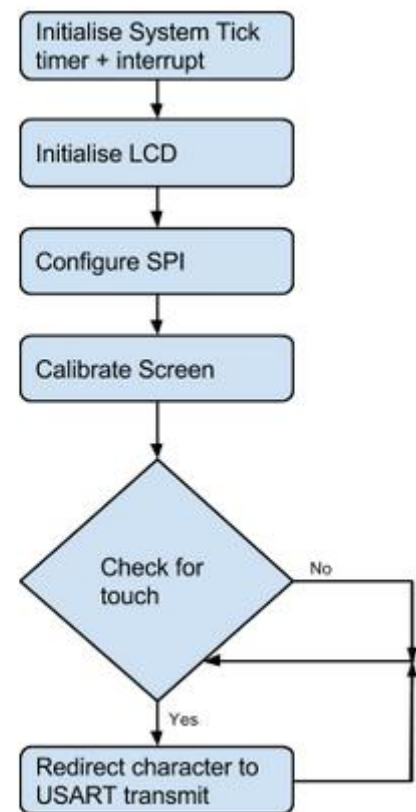 Initialise System Tick
timer + interrupt
Initialise LCD
Configure SPI
Calibrate Screen
Check for
touch
No
Yes
Redirect character to
USART transmit